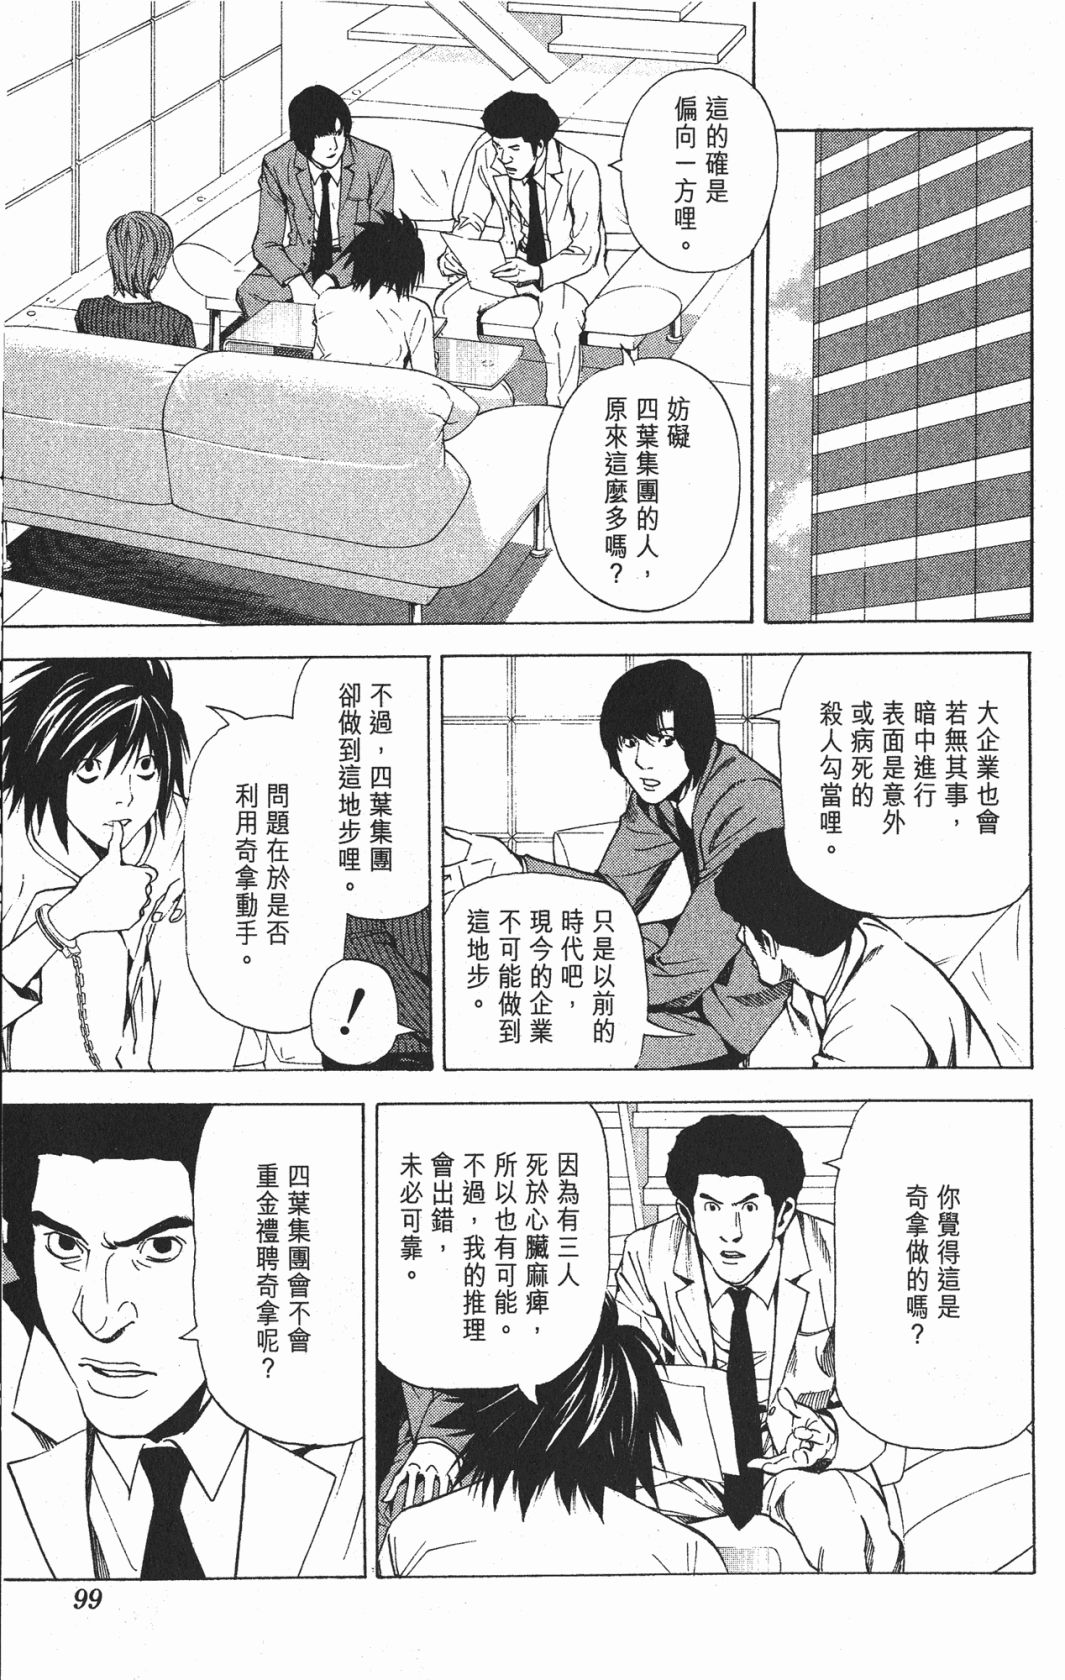 這的確是
偏向一方哩。
妨礙
四葉集團的人，
原來這麼多嗎？
大企業也會
若無其事，
暗中進行
表面是意外
或病死的
殺人勾當哩。
只是以前的
時代吧，
現今的企業
不可能做到
這地步。
不過，四葉集團
卻做到這地步哩。
問題在於是否
利用奇拿動手。
！
你覺得這是
奇拿做的嗎？
因為有三人
死於心臟麻痺，
所以也有可能。
不過，我的推理
會出錯，
未必可靠。
四葉集團會不會
重金禮聘奇拿呢？
99